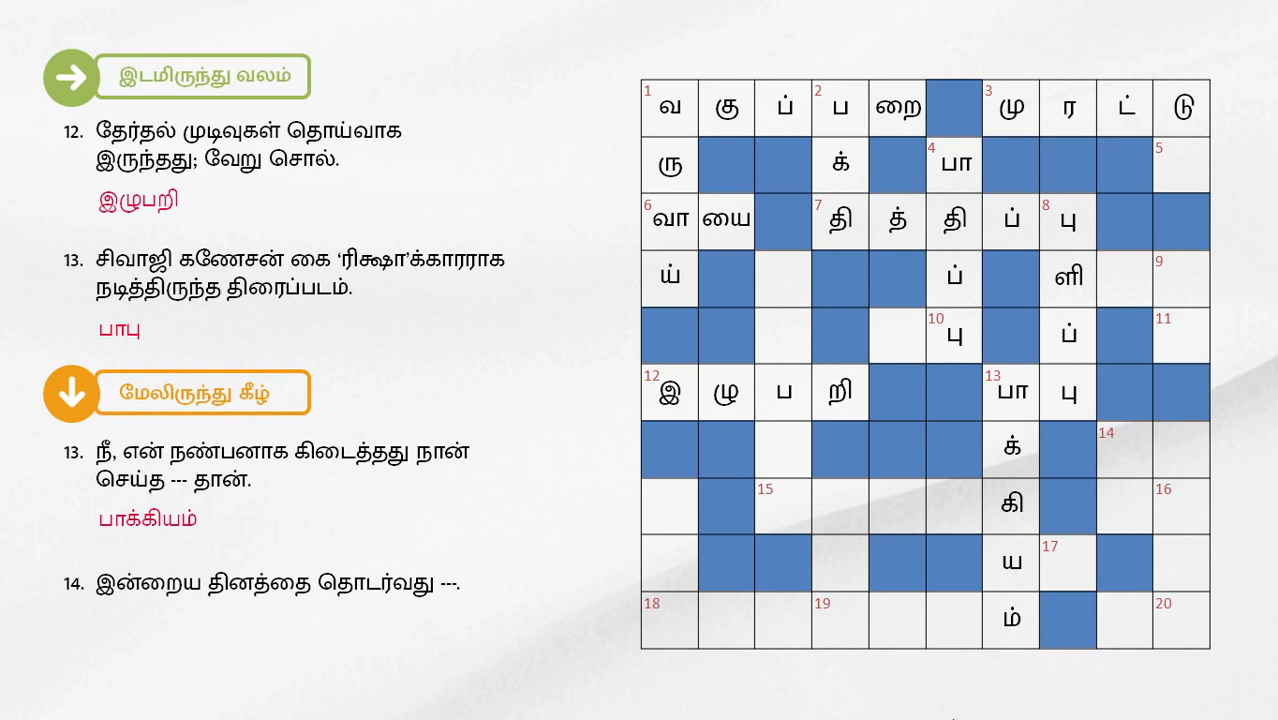 இடமிருந்து வலம்
12. தேர்தல் முடிவுகள் தொய்வாக
இருந்தது; வேறு சொல்.
இழுபறி
13. சிவாஜி கணேசன் கை ‘ரிக்ஷா’க்காரராக
நடித்திருந்த திரைப்படம்.
பாபு
மேலிருந்து கீழ்
13. நீ, என் நண்பனாக கிடைத்தது நான்
செய்த --- தான்.
பாக்கியம்
14. இன்றைய தினத்தை தொடர்வது ---.
1 வ கு ப் 2 ப றை 3 மு ர ட் டு
ரு க் 4 பா 5
6 வா யை 7 தி த் தி ப் 8 பு
ய் ப் ளி 9
10 பு ப் 11
12 இ ழு ப றி 13 பா பு
க் 14
15 கி 16
ய 17
18 19 ம் 20